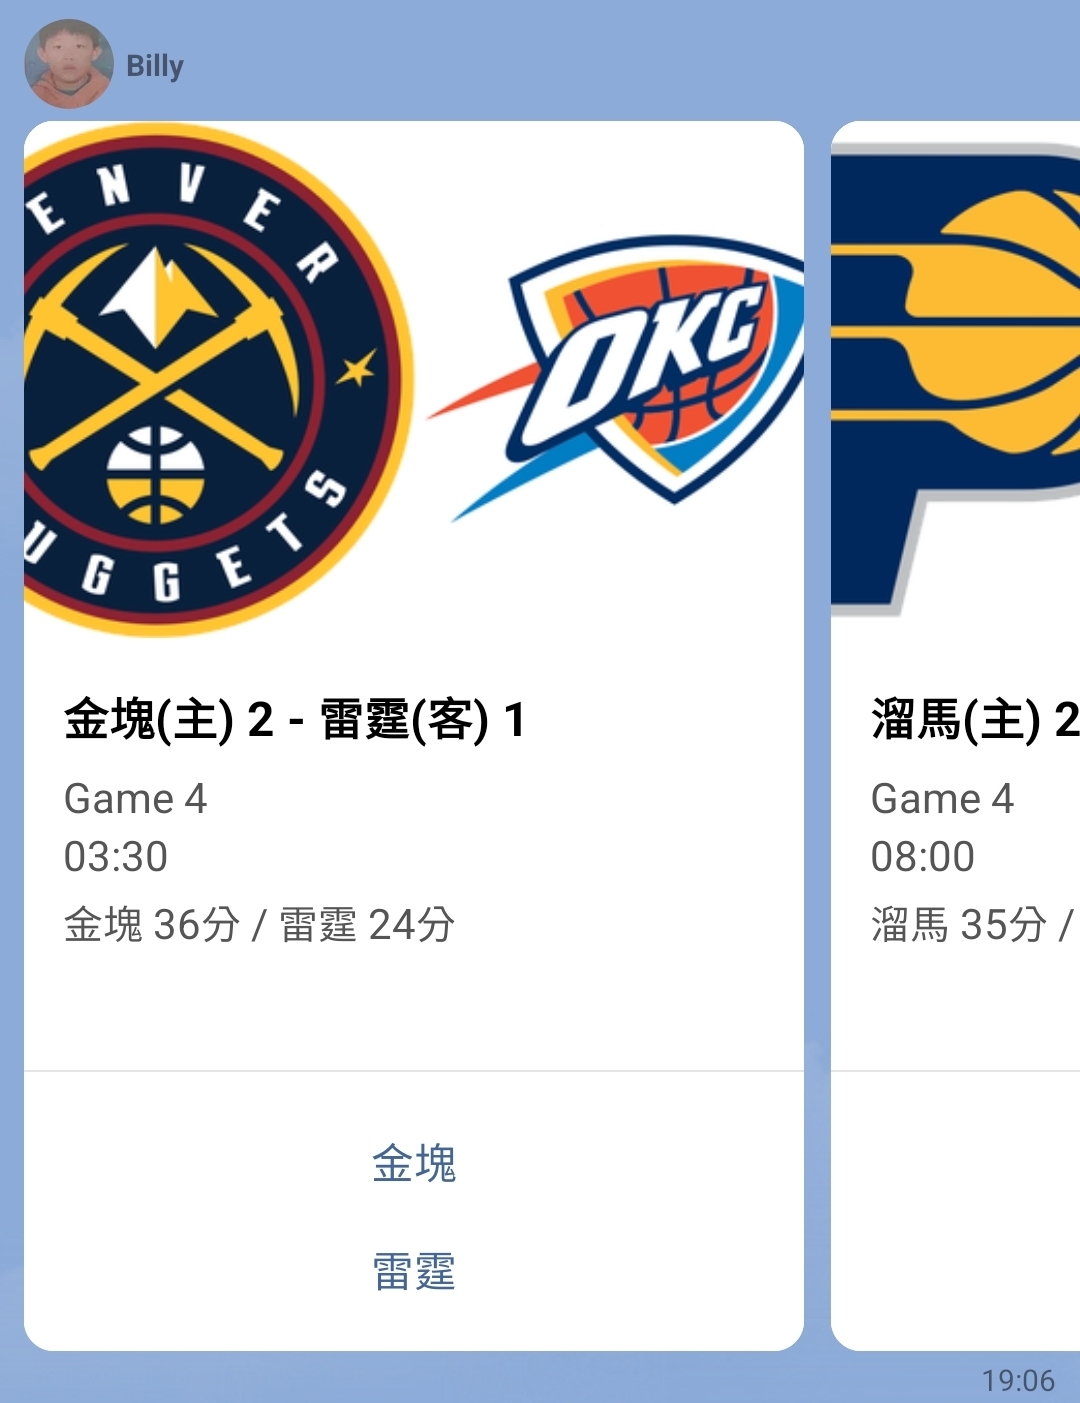 Billy
ENVER
UGGETS
OKC
金塊(主) 2 - 雷霆(客) 1
Game 4
03:30
金塊 36分 / 雷霆 24分
金塊
雷霆
溜馬(主) 2
Game 4
08:00
溜馬 35分 /
19:06